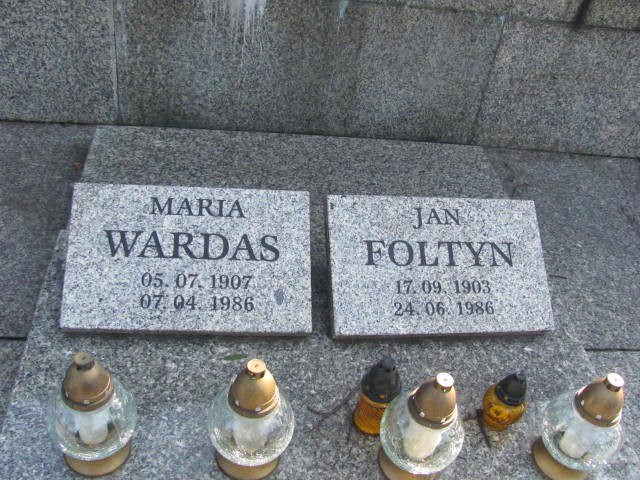 MARIA
WARDAS
05. 07. 1907
07. 04. 1986
JAN
FOLTYN
17. 09. 1903
24. 06. 1986